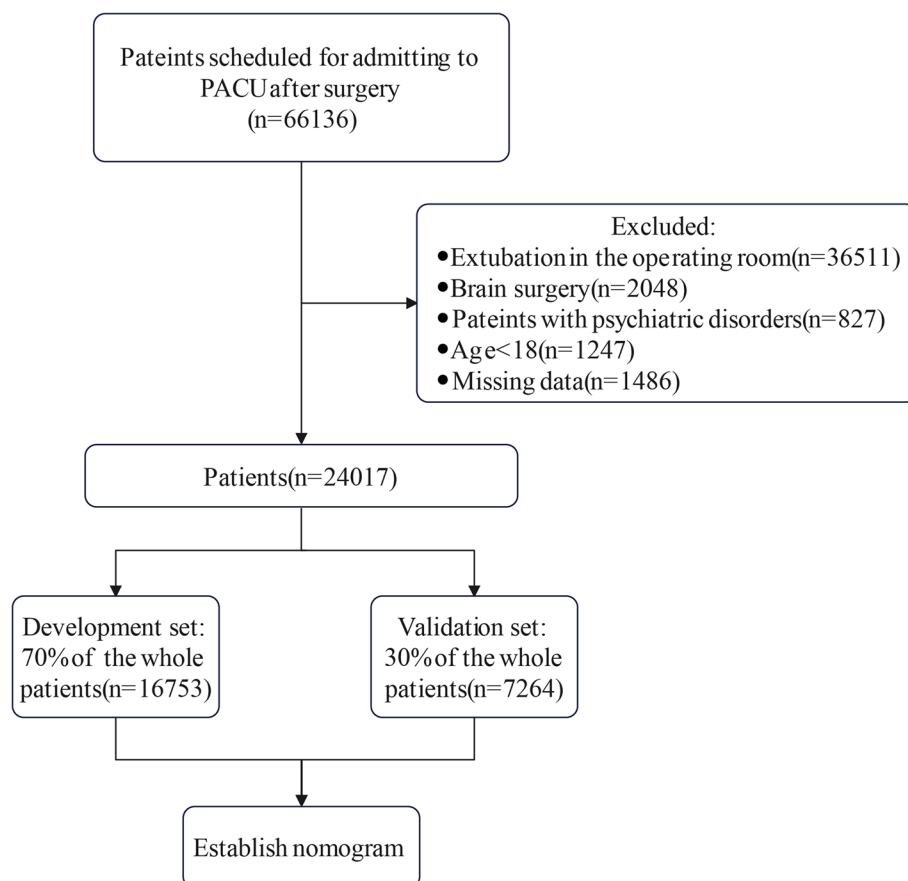 Pateints scheduled for admitting to
PACU after surgery
(n=66136)
Excluded:
●Extubation in the operating room(n=36511)
●Brain surgery(n=2048)
●Pateints with psychiatric disorders(n=827)
●Age<18(n=1247)
●Missing data(n=1486)
Patients(n=24017)
Development set:
70% of the whole
patients(n=16753)
Validation set:
30% of the whole
patients(n=7264)
Establish nomogram